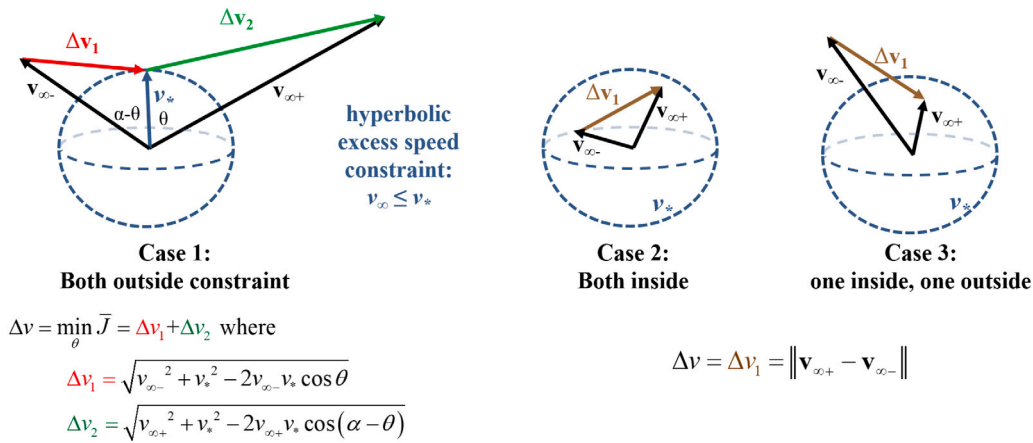 Δv₁
Δv₂
v∞-
v*
α-θ
θ
v∞+
hyperbolic
excess speed
constraint:
v∞ ≤ v*
Δv₁
v∞-
v∞+
v*
Δv₁
v∞-
v∞+
v*
Case 1:
Both outside constraint
Case 2:
Both inside
Case 3:
one inside, one outside
Δv = min_θ J̅ = Δv₁+Δv₂ where
Δv₁ = √(v∞-² + v*² − 2v∞- v* cos θ)
Δv₂ = √(v∞+² + v*² − 2v∞+ v* cos(α − θ))
Δv = Δv₁ = ‖v∞+ − v∞-‖